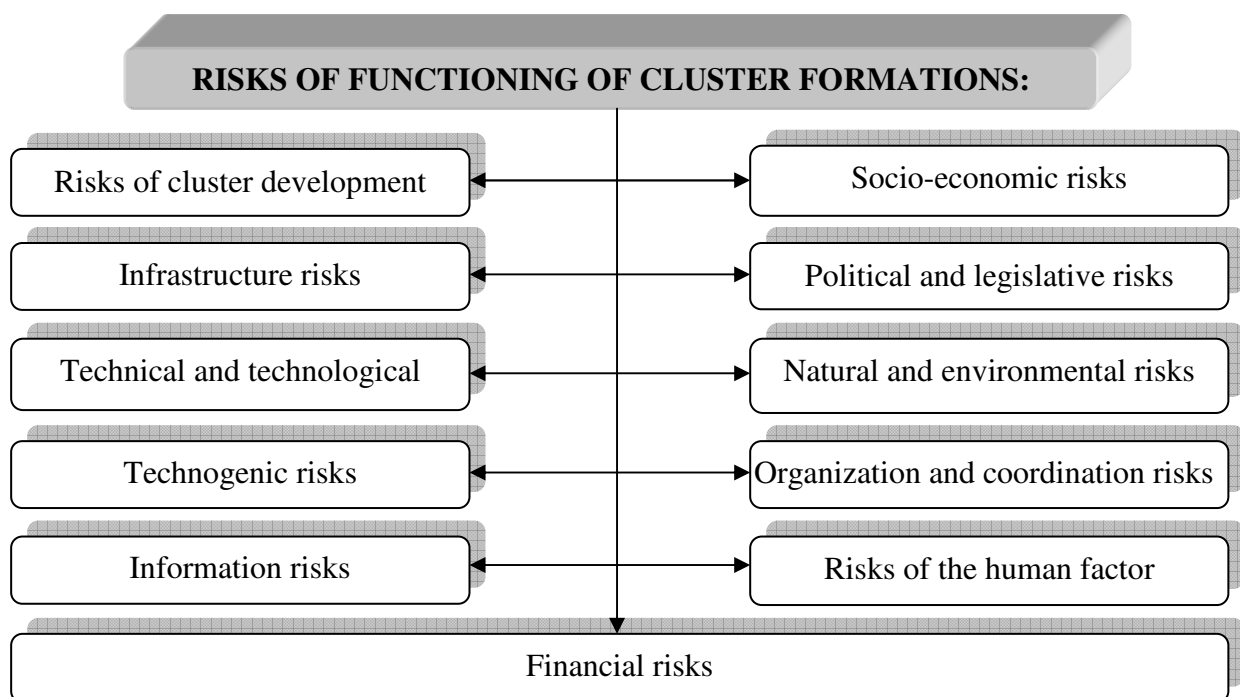 RISKS OF FUNCTIONING OF CLUSTER FORMATIONS:
Risks of cluster development
Socio-economic risks
Infrastructure risks
Political and legislative risks
Technical and technological
Natural and environmental risks
Technogenic risks
Organization and coordination risks
Information risks
Risks of the human factor
Financial risks